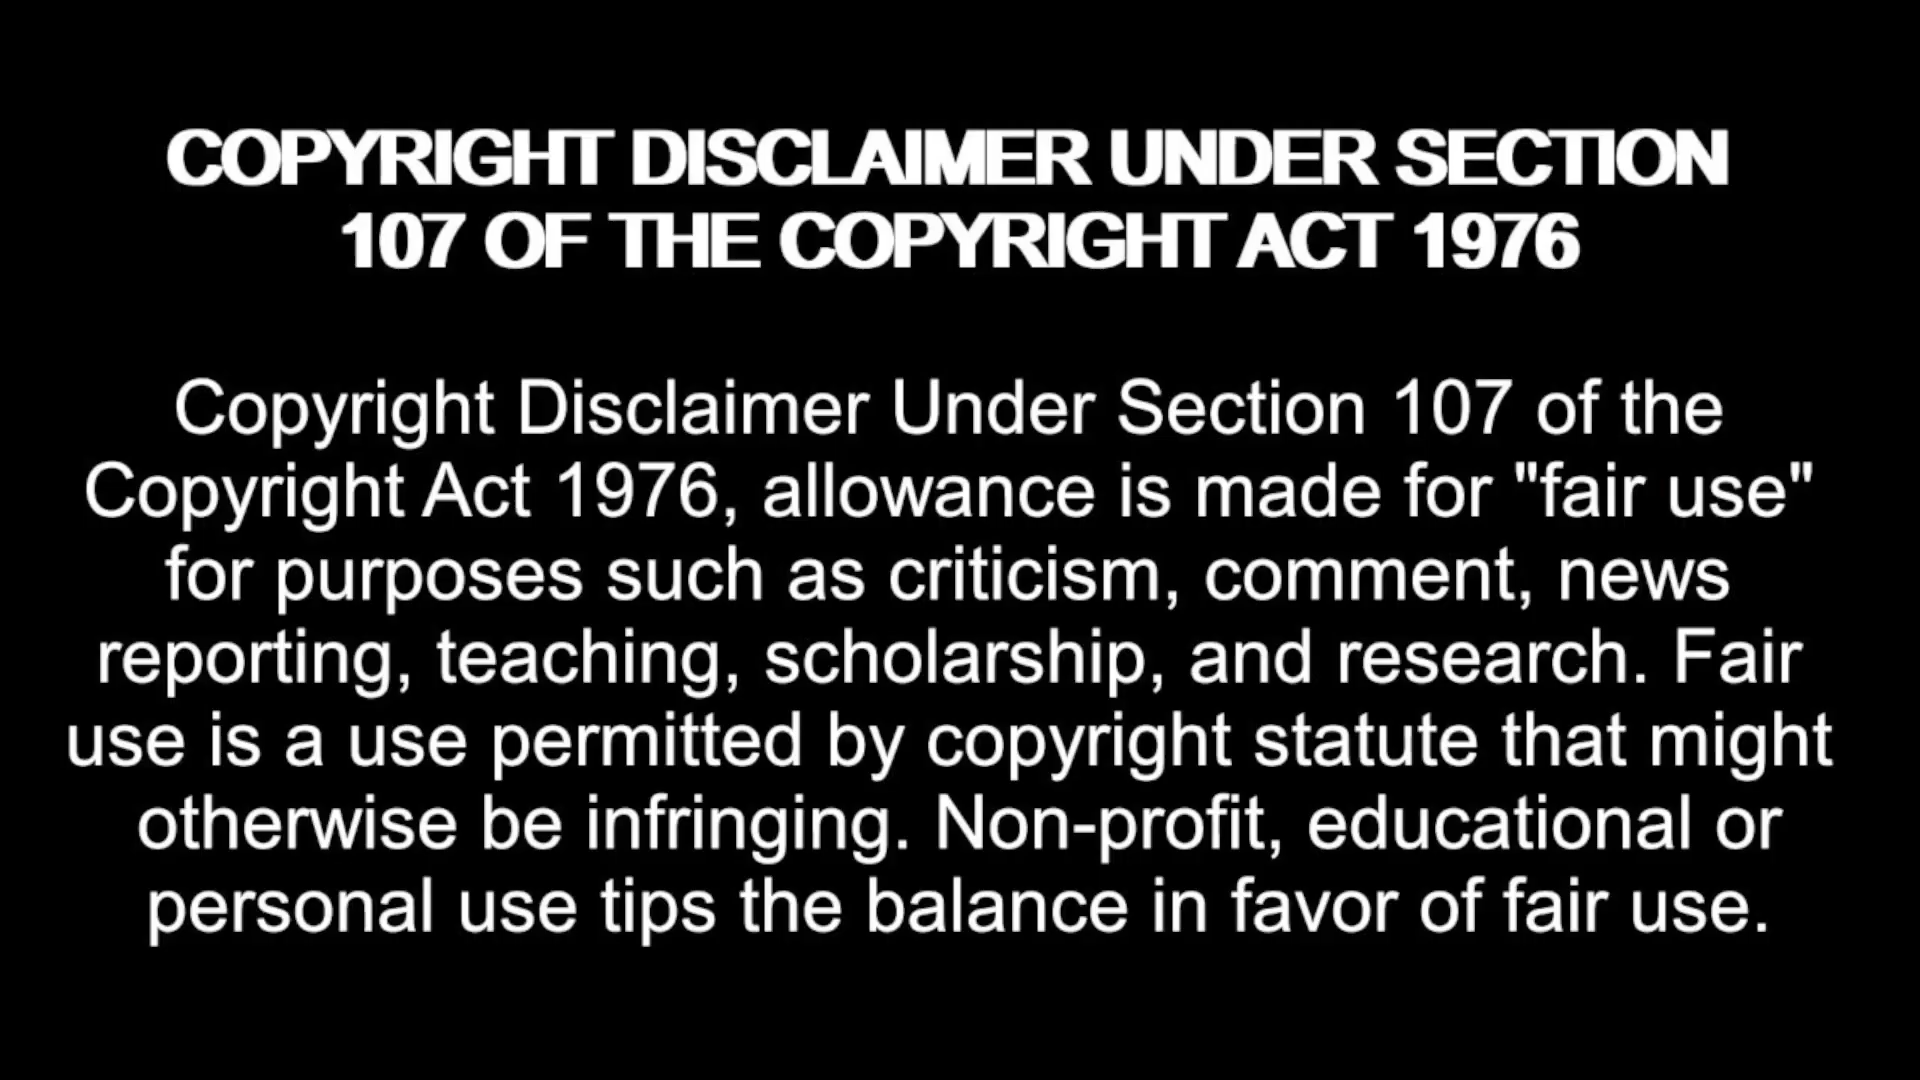 COPYRIGHT DISCLAIMER UNDER SECTION
107 OF THE COPYRIGHT ACT 1976
Copyright Disclaimer Under Section 107 of the
Copyright Act 1976, allowance is made for "fair use"
for purposes such as criticism, comment, news
reporting, teaching, scholarship, and research. Fair
use is a use permitted by copyright statute that might
otherwise be infringing. Non-profit, educational or
personal use tips the balance in favor of fair use.